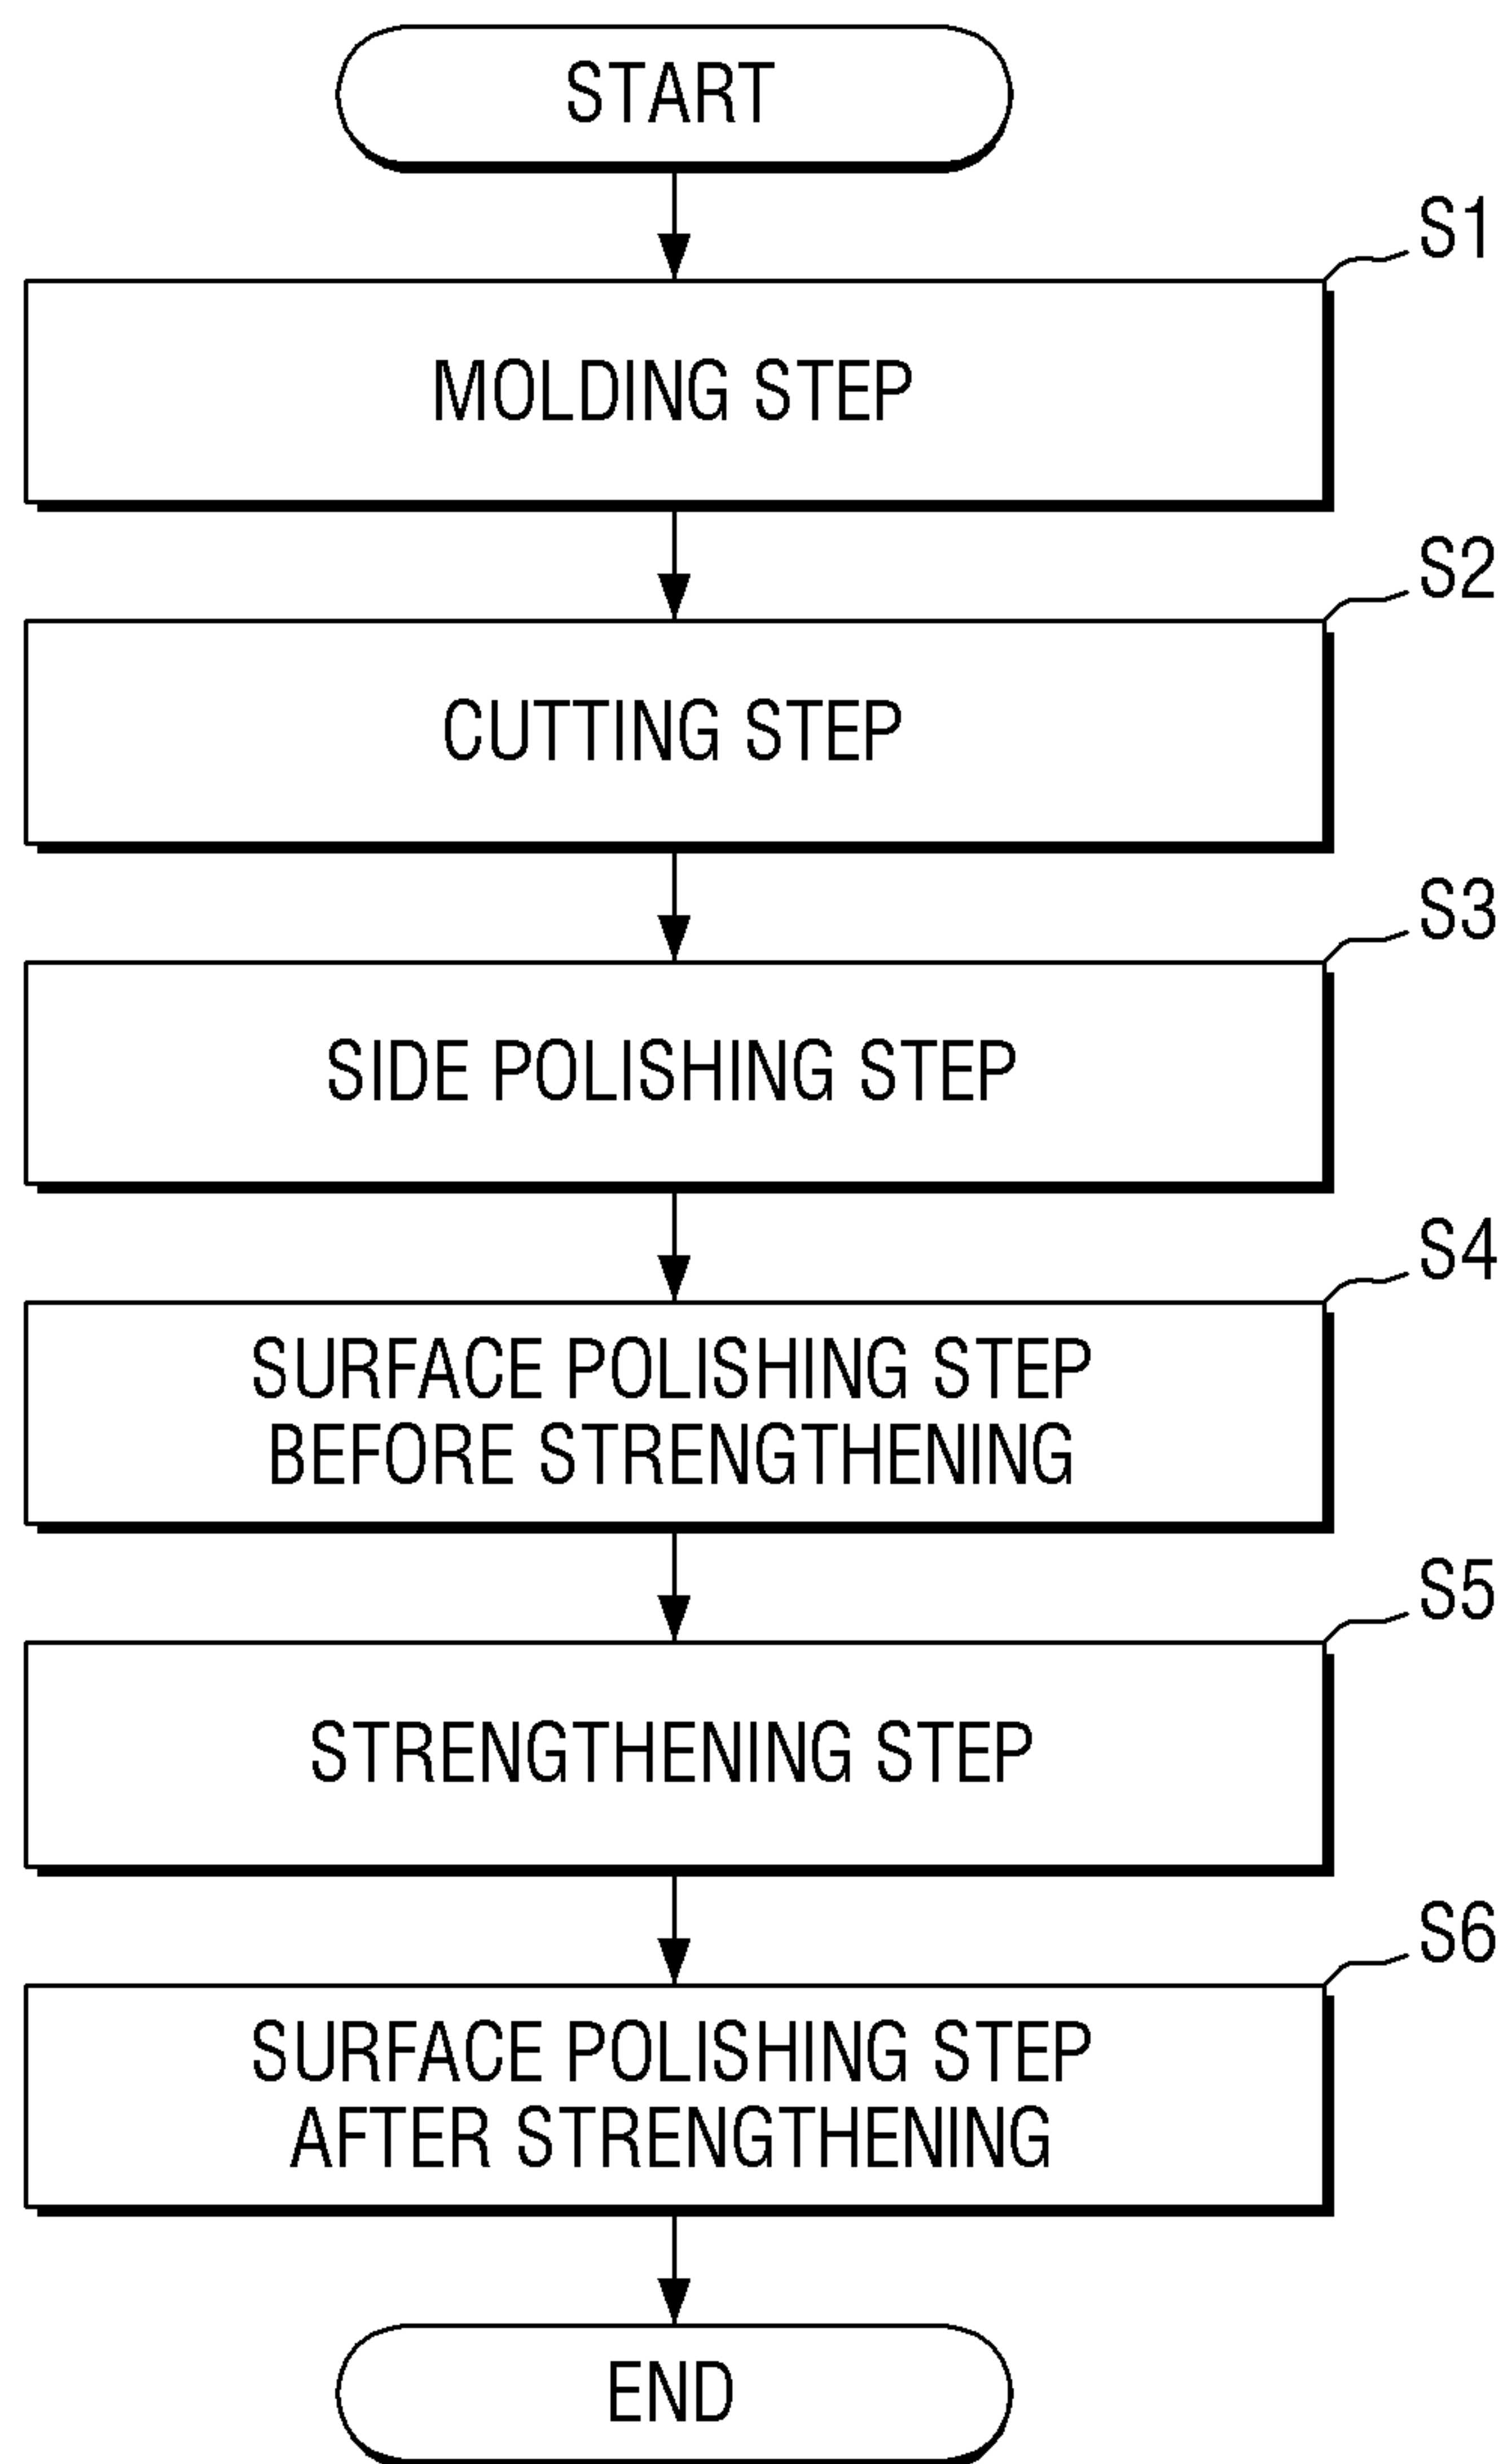 START
S1
MOLDING STEP
S2
CUTTING STEP
S3
SIDE POLISHING STEP
S4
SURFACE POLISHING STEP
BEFORE STRENGTHENING
S5
STRENGTHENING STEP
S6
SURFACE POLISHING STEP
AFTER STRENGTHENING
END